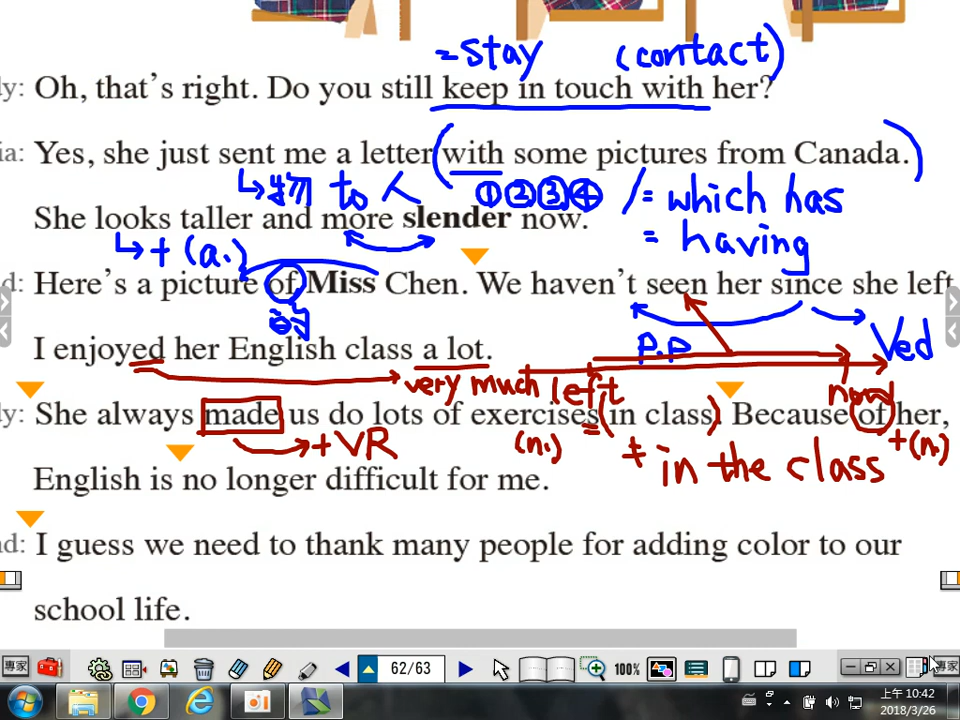 =stay (contact)
dy: Oh, that's right. Do you still keep in touch with her?
ia: Yes, she just sent me a letter (with some pictures from Canada.)
↳物 to 人 ①②③④ /= which has
She looks taller and more slender now.
↳+(a.) = having
d: Here's a picture of Miss Chen. We haven't seen her since she left
的 P.P Ved
I enjoyed her English class a lot.
very much left now
dy: She always made us do lots of exercises (in class). Because of her,
+VR (n.) = ≠ in the class +(n.)
English is no longer difficult for me.
nd: I guess we need to thank many people for adding color to our
school life.
專家 62/63 100% 專家
上午 10:42
2018/3/26